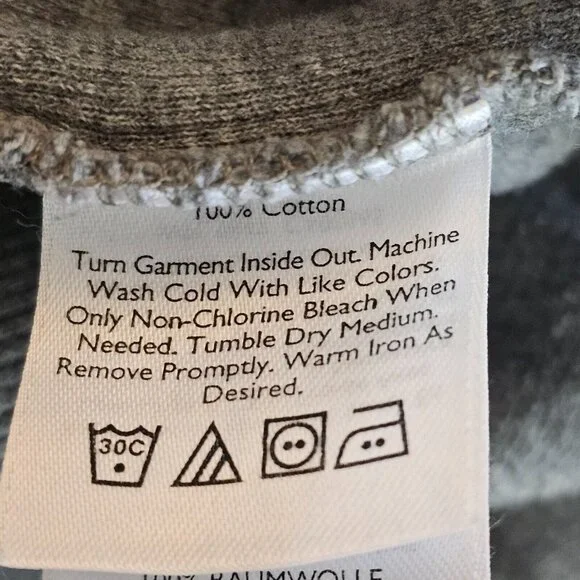 100% Cotton
Turn Garment Inside Out. Machine
Wash Cold With Like Colors.
Only Non-Chlorine Bleach When
Needed. Tumble Dry Medium.
Remove Promptly. Warm Iron As
Desired.
30C
100% BAUMWOLLE